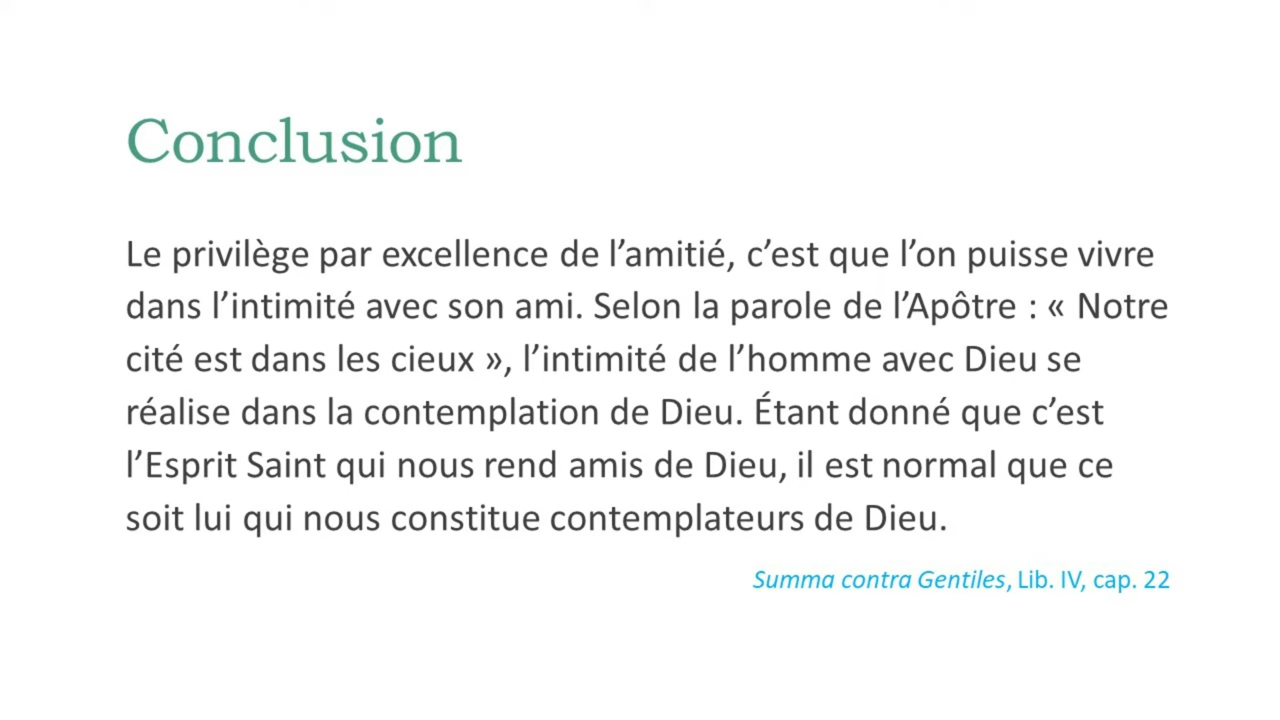 Conclusion
Le privilège par excellence de l’amitié, c’est que l’on puisse vivre
dans l’intimité avec son ami. Selon la parole de l’Apôtre : « Notre
cité est dans les cieux », l’intimité de l’homme avec Dieu se
réalise dans la contemplation de Dieu. Étant donné que c’est
l’Esprit Saint qui nous rend amis de Dieu, il est normal que ce
soit lui qui nous constitue contemplateurs de Dieu.
Summa contra Gentiles, Lib. IV, cap. 22